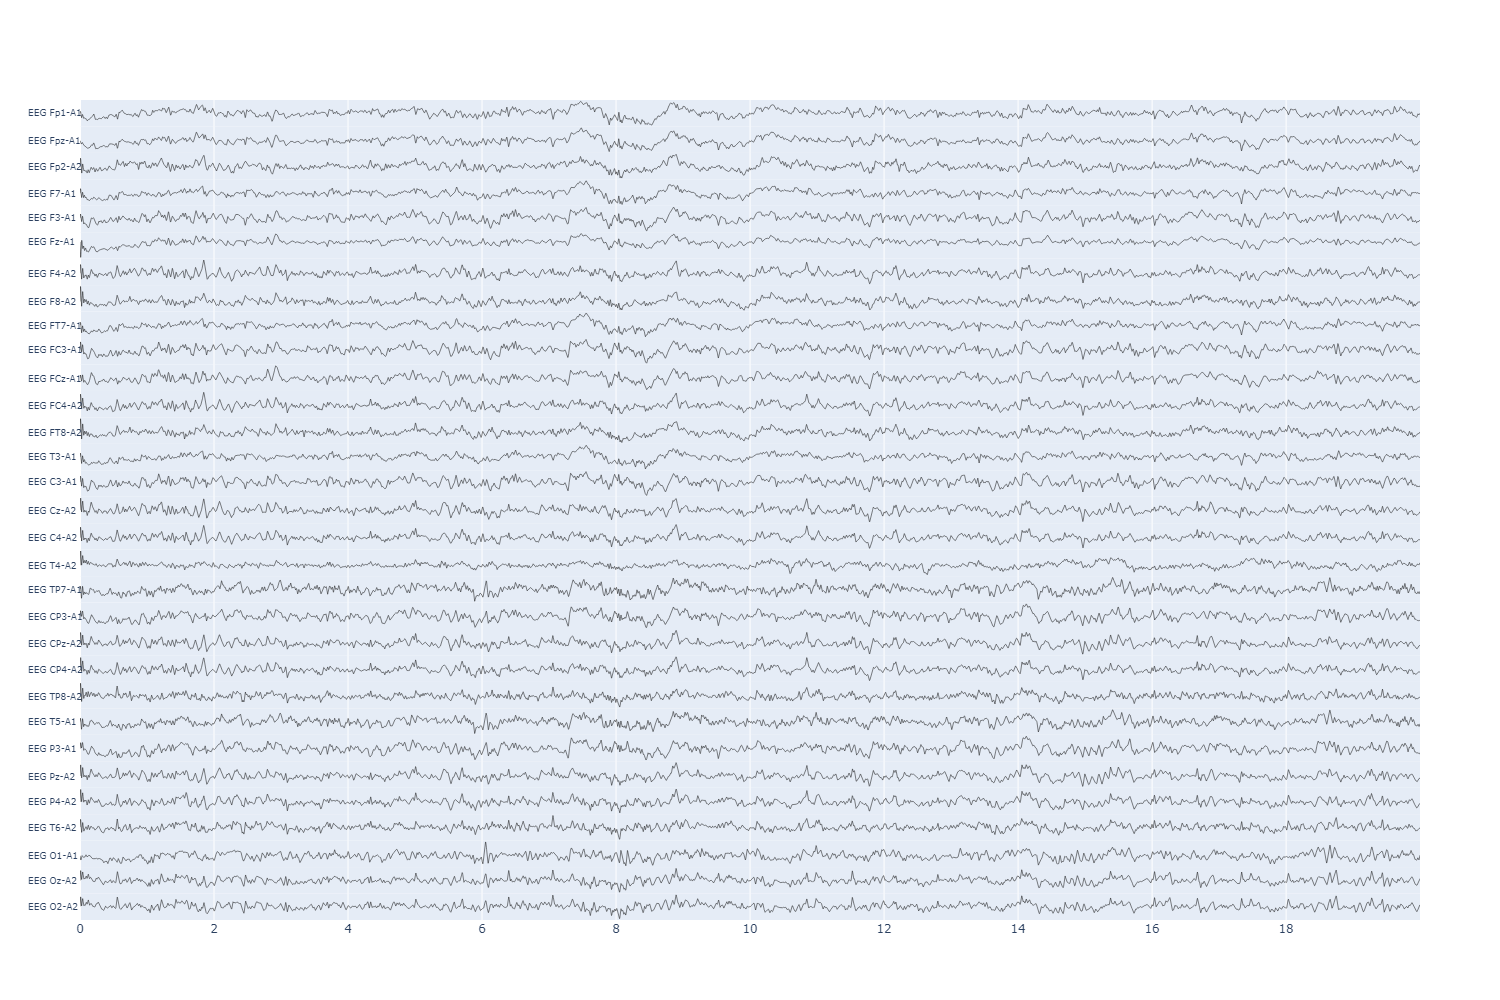 EEG Fp1-A1
EEG Fpz-A1
EEG Fp2-A2
EEG F7-A1
EEG F3-A1
EEG Fz-A1
EEG F4-A2
EEG F8-A2
EEG FT7-A1
EEG FC3-A1
EEG FCz-A1
EEG FC4-A2
EEG FT8-A2
EEG T3-A1
EEG C3-A1
EEG Cz-A2
EEG C4-A2
EEG T4-A2
EEG TP7-A1
EEG CP3-A1
EEG CPz-A2
EEG CP4-A2
EEG TP8-A2
EEG T5-A1
EEG P3-A1
EEG Pz-A2
EEG P4-A2
EEG T6-A2
EEG O1-A1
EEG Oz-A2
EEG O2-A2
0 2 4 6 8 10 12 14 16 18